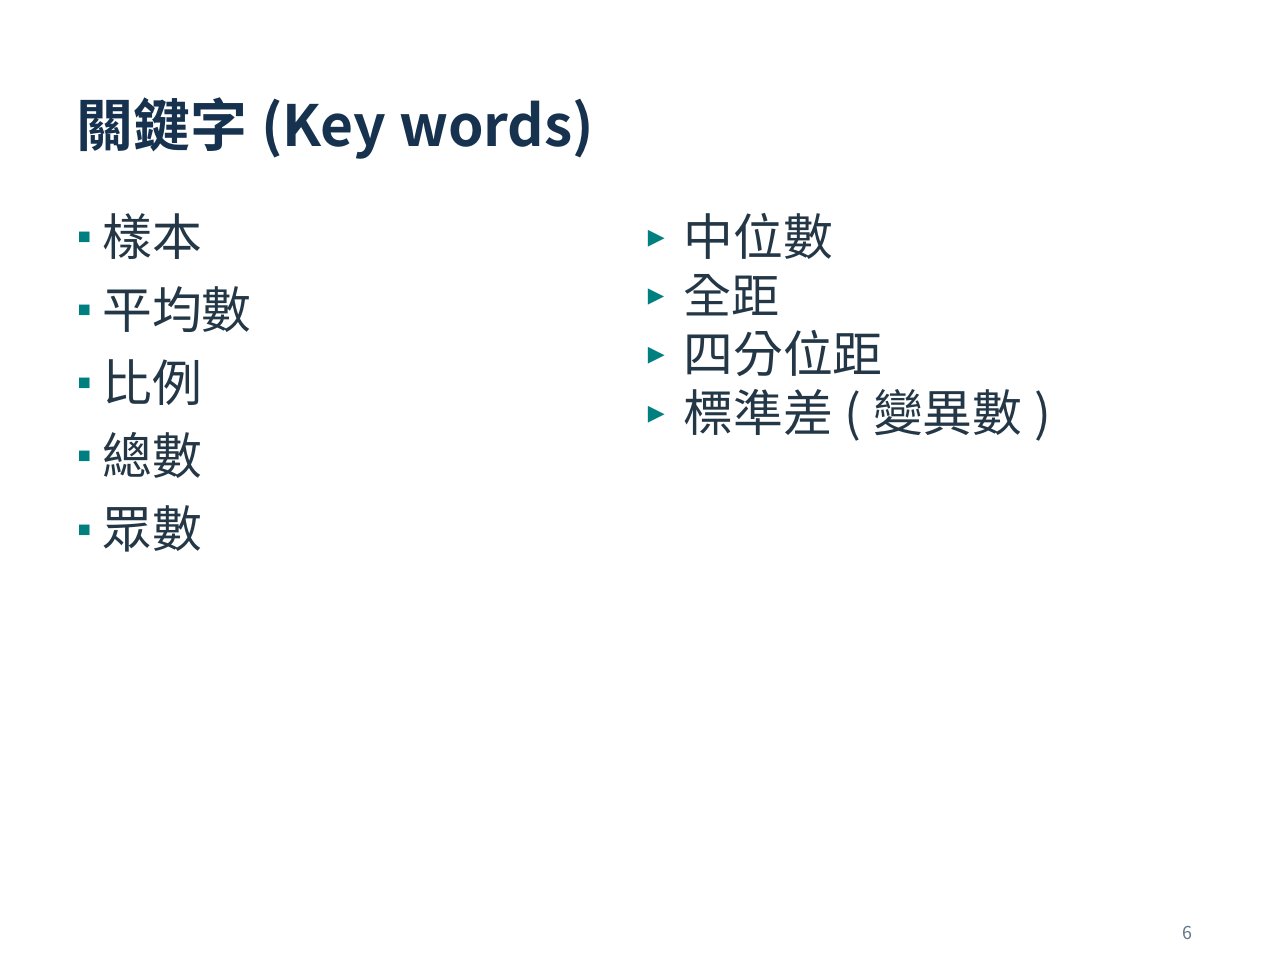 關鍵字 (Key words)
▪ 樣本
▪ 平均數
▪ 比例
▪ 總數
▪ 眾數
► 中位數
► 全距
► 四分位距
► 標準差 ( 變異數 )
6